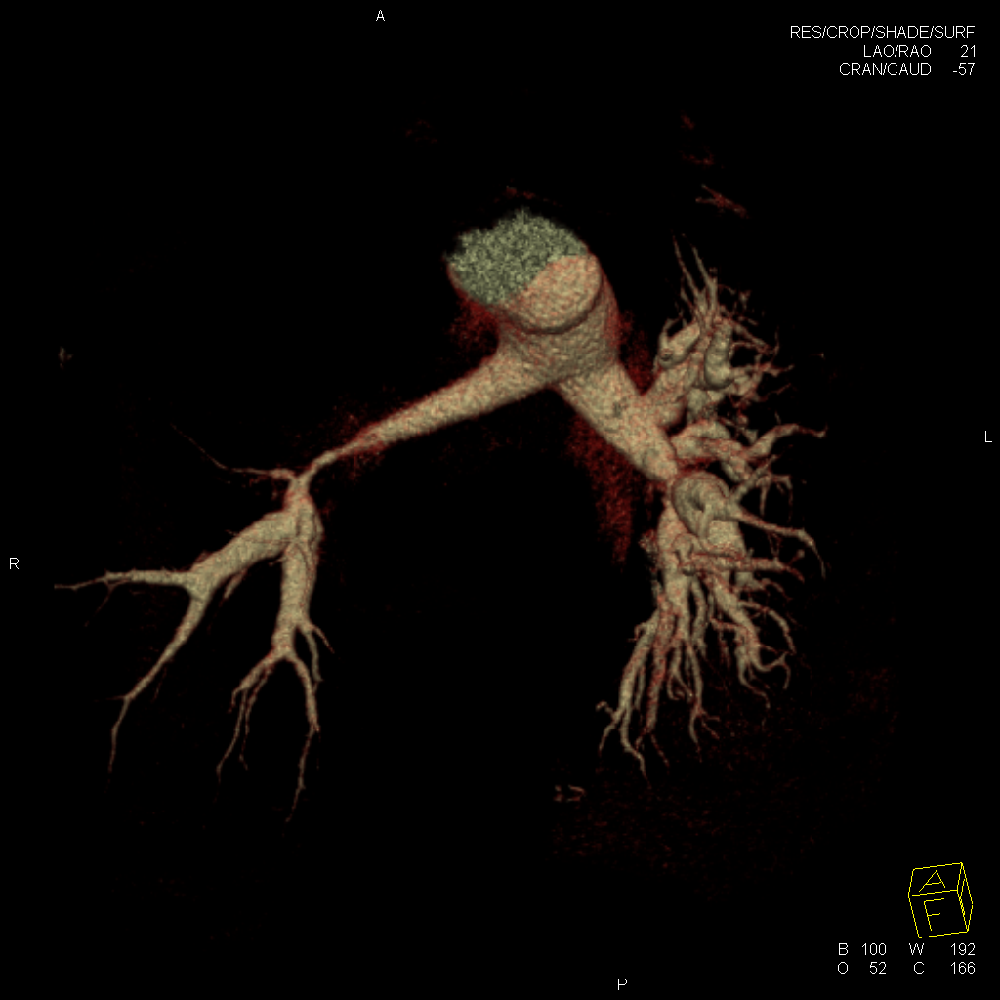 A
RES/CROP/SHADE/SURF
LAO/RAO 21
CRAN/CAUD -57
L
R
A
F
B 100 W 192
O 52 C 166
P